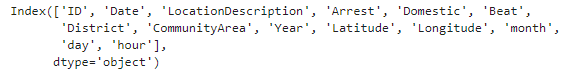 Index(['ID', 'Date', 'LocationDescription', 'Arrest', 'Domestic', 'Beat',
'District', 'CommunityArea', 'Year', 'Latitude', 'Longitude', 'month',
'day', 'hour'],
dtype='object')